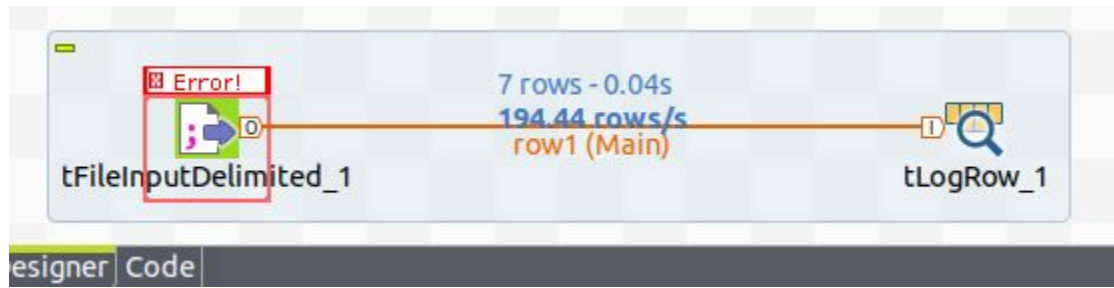 Error!
7 rows - 0.04s
194.44 rows/s
row1 (Main)
O
I
tFileInputDelimited_1
tLogRow_1
esigner Code